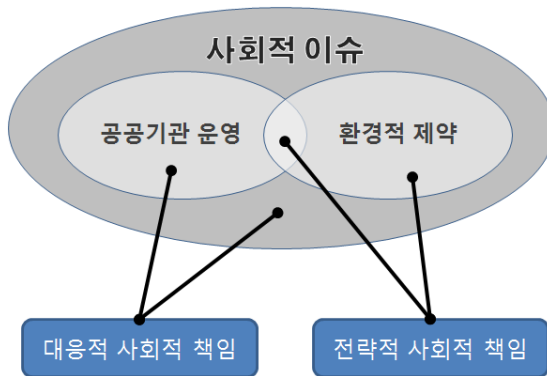 사회적 이슈
공공기관 운영
환경적 제약
대응적 사회적 책임
전략적 사회적 책임